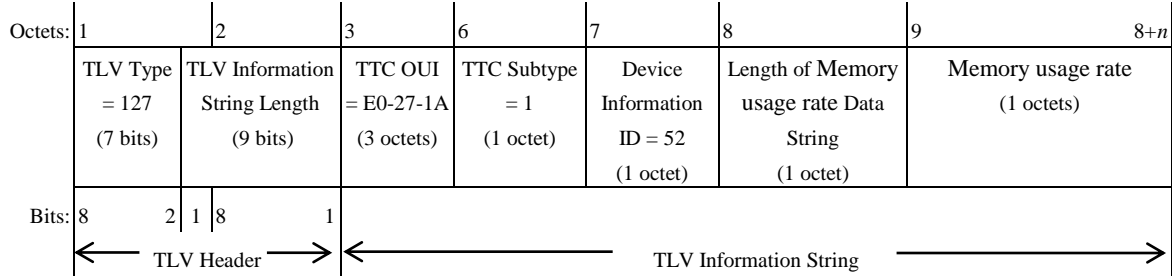 Octets: 1 2 3 6 7 8 9 8+n
TLV Type TLV Information TTC OUI TTC Subtype Device Length of Memory Memory usage rate
= 127 String Length = E0-27-1A = 1 Information usage rate Data (1 octets)
(7 bits) (9 bits) (3 octets) (1 octet) ID = 52 String
(1 octet) (1 octet)
Bits: 8 2 1 8 1
TLV Header TLV Information String